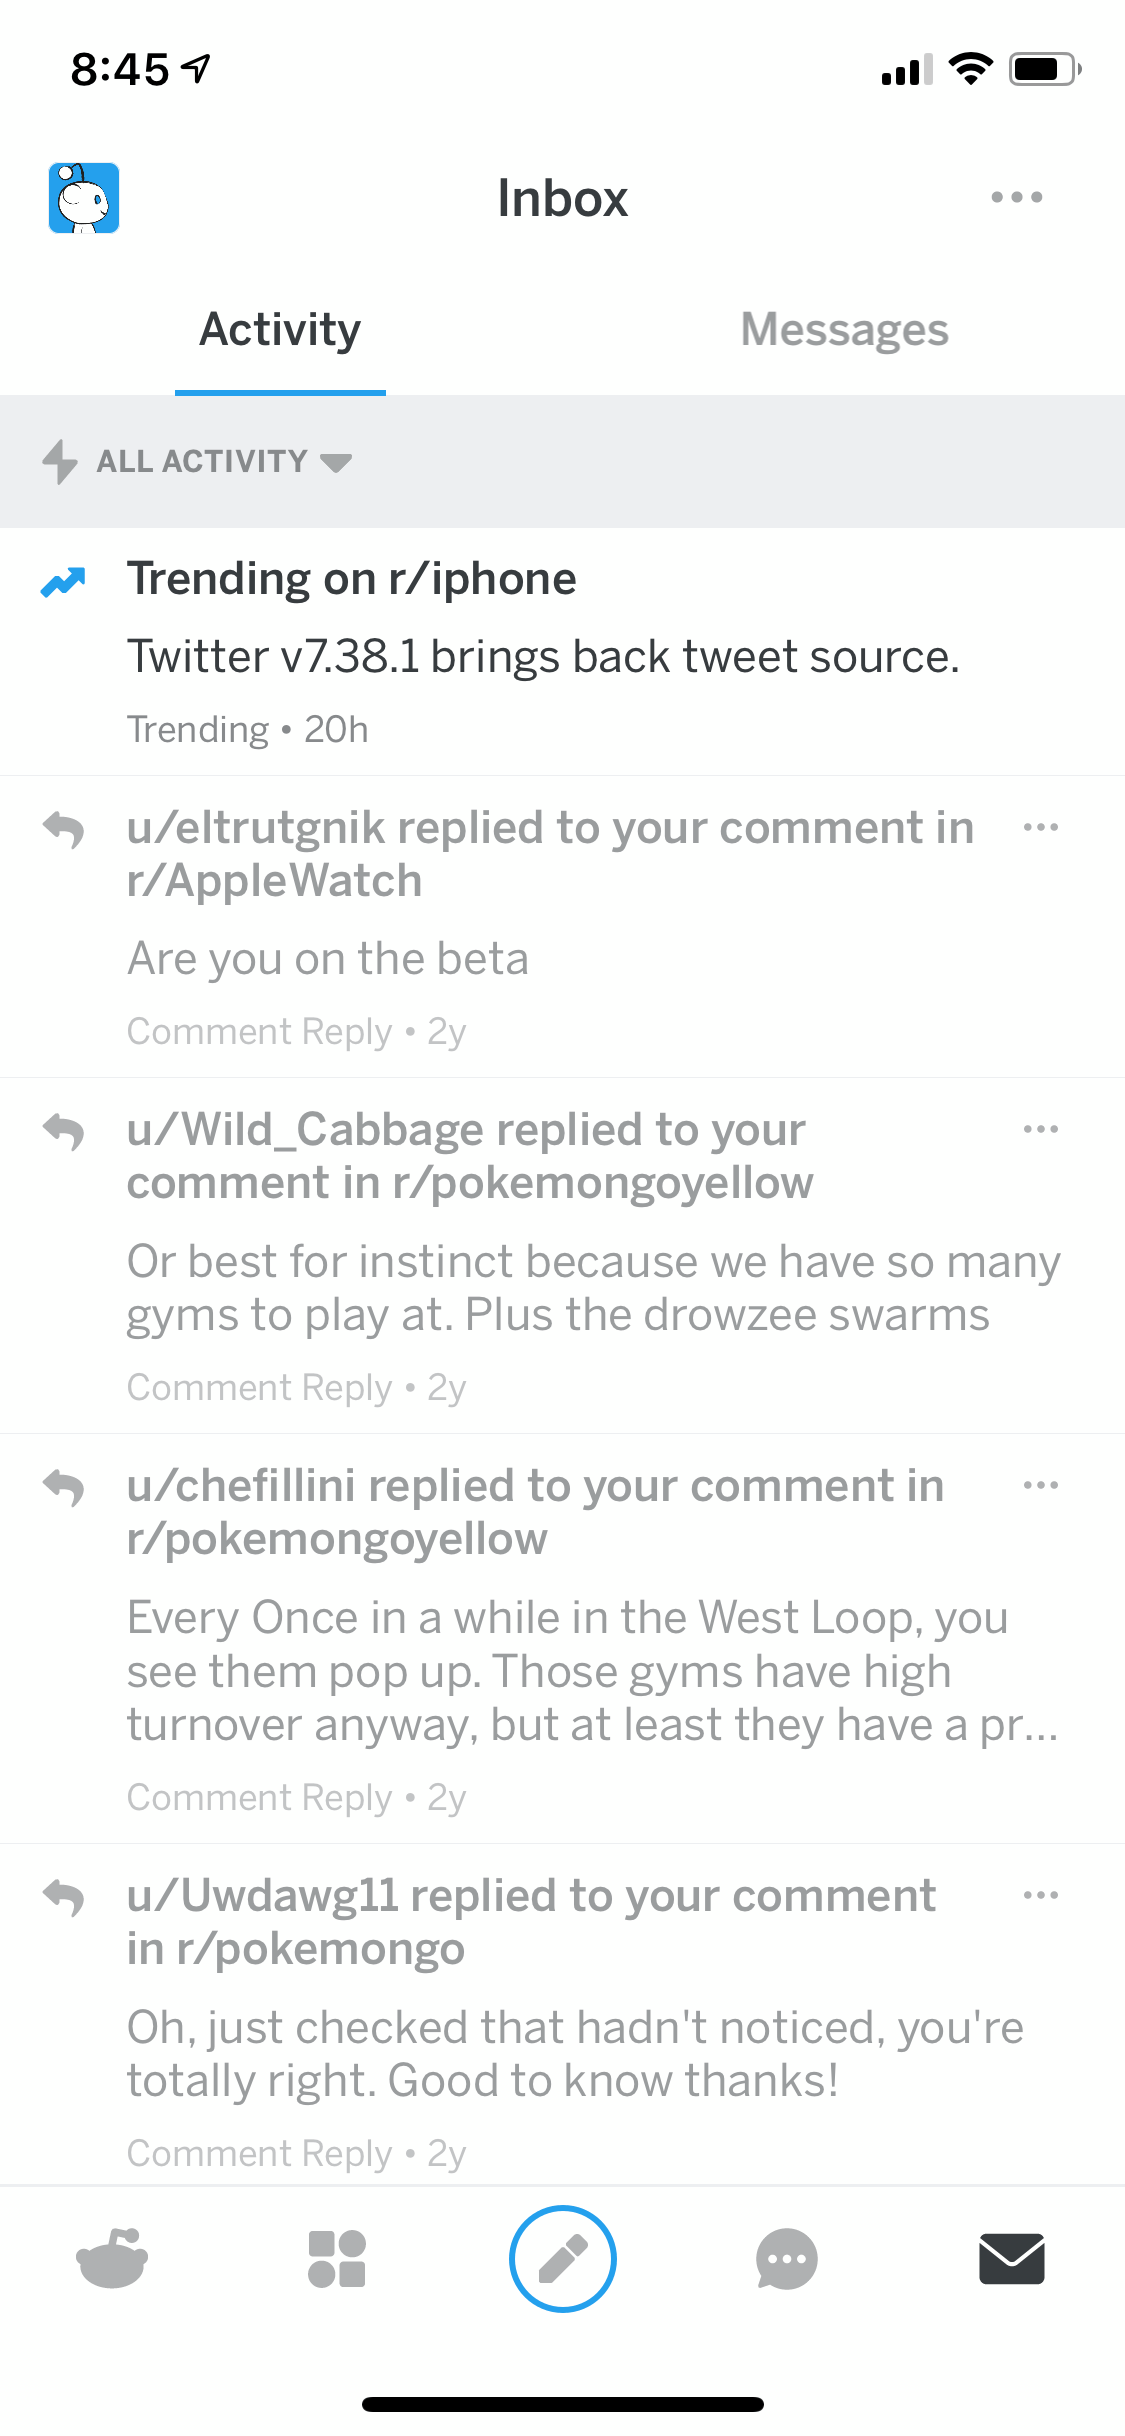 8:45
Inbox
Activity
Messages
ALL ACTIVITY
Trending on r/iphone
Twitter v7.38.1 brings back tweet source.
Trending • 20h
u/eltrutgnik replied to your comment in
r/AppleWatch
Are you on the beta
Comment Reply • 2y
u/Wild_Cabbage replied to your
comment in r/pokemongoyellow
Or best for instinct because we have so many
gyms to play at. Plus the drowzee swarms
Comment Reply • 2y
u/chefillini replied to your comment in
r/pokemongoyellow
Every Once in a while in the West Loop, you
see them pop up. Those gyms have high
turnover anyway, but at least they have a pr...
Comment Reply • 2y
u/Uwdawg11 replied to your comment
in r/pokemongo
Oh, just checked that hadn't noticed, you're
totally right. Good to know thanks!
Comment Reply • 2y